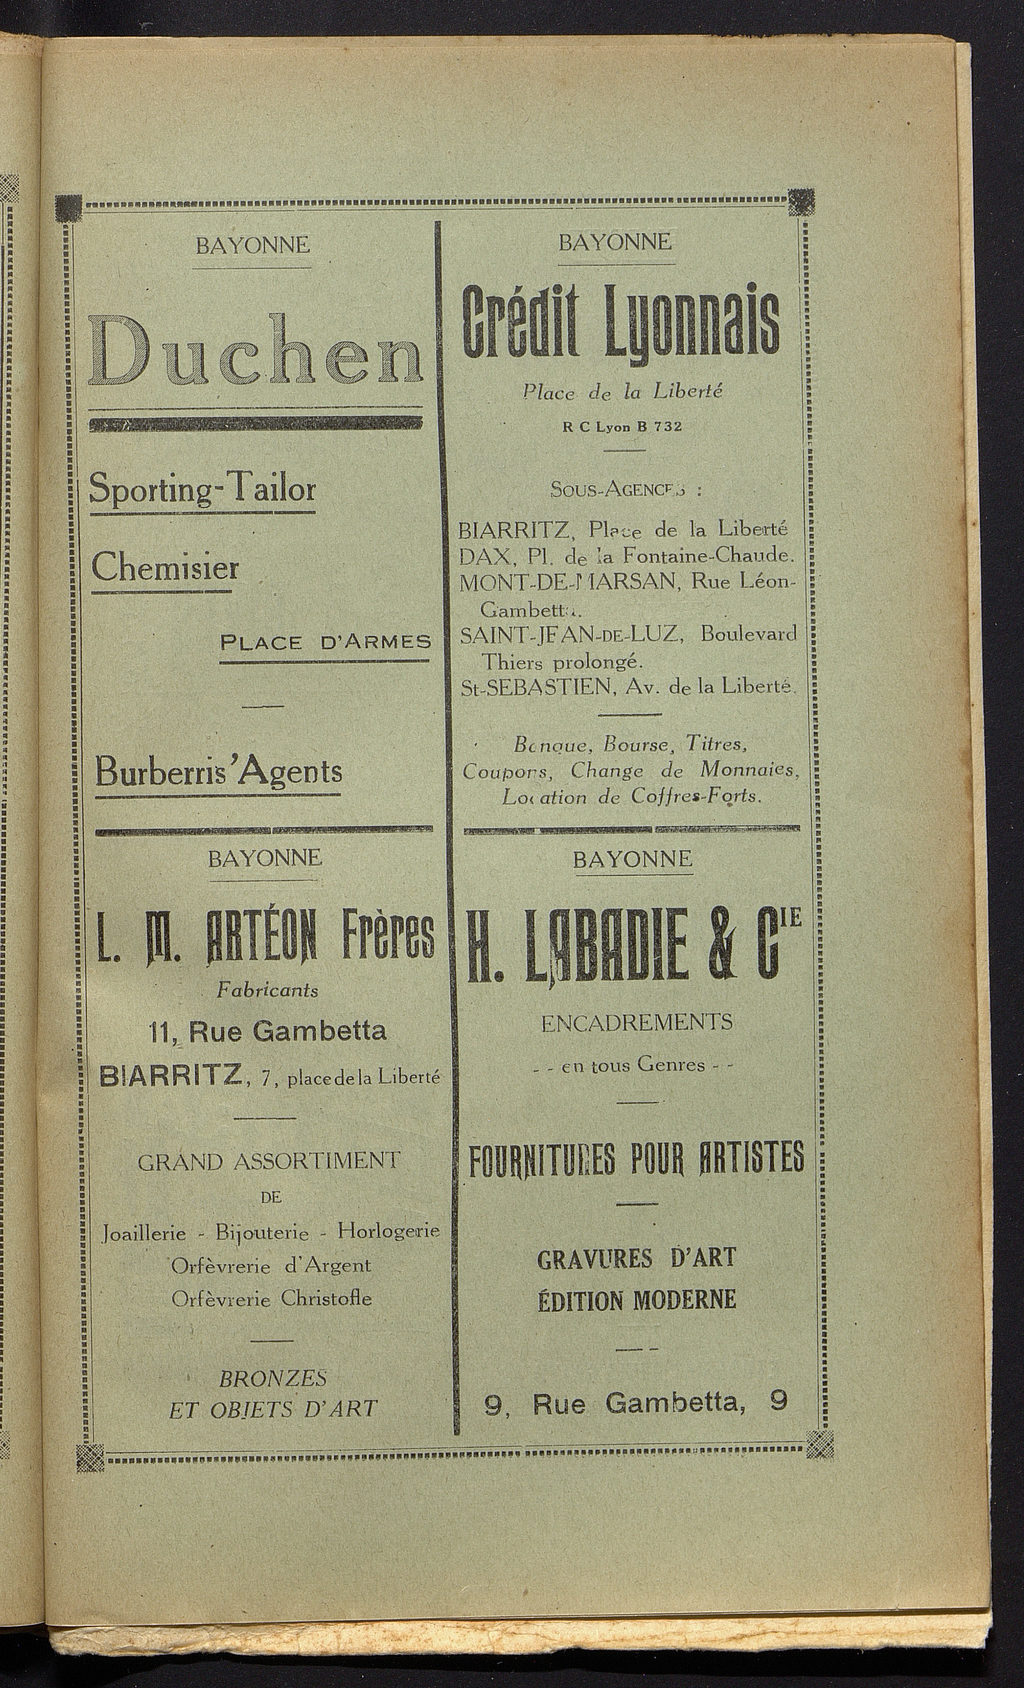 BAYONNE
Duchen
Sporting-Tailor
Chemisier
PLACE D'ARMES
Burberris'Agents
BAYONNE
Crédit Lyonnais
Place de la Liberté
R C Lyon B 732
SOUS-AGENCES :
BIARRITZ, Place de la Liberté
DAX, Pl. de la Fontaine-Chaude.
MONT-DE-MARSAN, Rue Léon-
Gambetta.
SAINT-JEAN-DE-LUZ, Boulevard
Thiers prolongé.
St-SEBASTIEN, Av. de la Liberté.
Banque, Bourse, Titres,
Coupons, Change de Monnaies,
Location de Coffres-Forts.
BAYONNE
L. M. ARTÉON Frères
Fabricants
11, Rue Gambetta
BIARRITZ, 7, place de la Liberté
GRAND ASSORTIMENT
DE
Joaillerie - Bijouterie - Horlogerie
Orfèvrerie d'Argent
Orfèvrerie Christofle
BRONZES
ET OBJETS D'ART
BAYONNE
H. LABADIE & CIE
ENCADREMENTS
- - en tous Genres - -
FOURNITURES POUR ARTISTES
GRAVURES D'ART
ÉDITION MODERNE
9, Rue Gambetta, 9